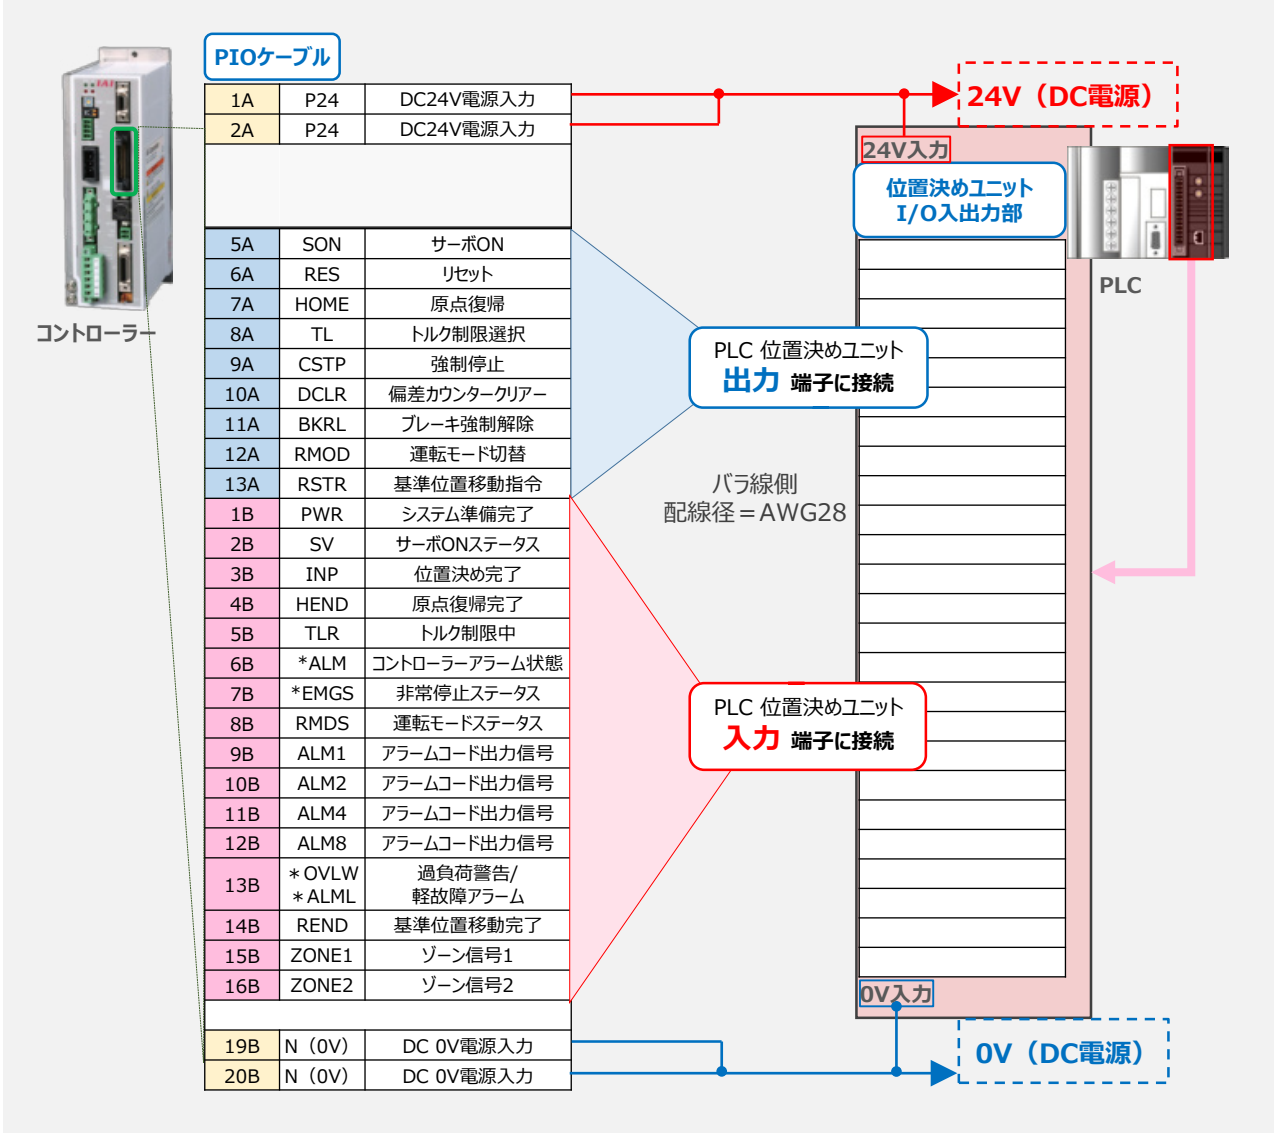 PIOケーブル
IAI
1A P24 DC24V電源入力
2A P24 DC24V電源入力
5A SON サーボON
6A RES リセット
7A HOME 原点復帰
8A TL トルク制限選択
9A CSTP 強制停止
10A DCLR 偏差カウンタークリアー
11A BKRL ブレーキ強制解除
12A RMOD 運転モード切替
13A RSTR 基準位置移動指令
1B PWR システム準備完了
2B SV サーボONステータス
3B INP 位置決め完了
4B HEND 原点復帰完了
5B TLR トルク制限中
6B *ALM コントローラーアラーム状態
7B *EMGS 非常停止ステータス
8B RMDS 運転モードステータス
9B ALM1 アラームコード出力信号
10B ALM2 アラームコード出力信号
11B ALM4 アラームコード出力信号
12B ALM8 アラームコード出力信号
13B
*OVLW 過負荷警告/
*ALML 軽故障アラーム
14B REND 基準位置移動完了
15B ZONE1 ゾーン信号1
16B ZONE2 ゾーン信号2
19B N（0V） DC 0V電源入力
20B N（0V） DC 0V電源入力
コントローラー
24V（DC電源）
24V入力
位置決めユニット
I/O入出力部
PLC
PLC 位置決めユニット
出力 端子に接続
バラ線側
配線径＝AWG28
PLC 位置決めユニット
入力 端子に接続
0V入力
0V（DC電源）